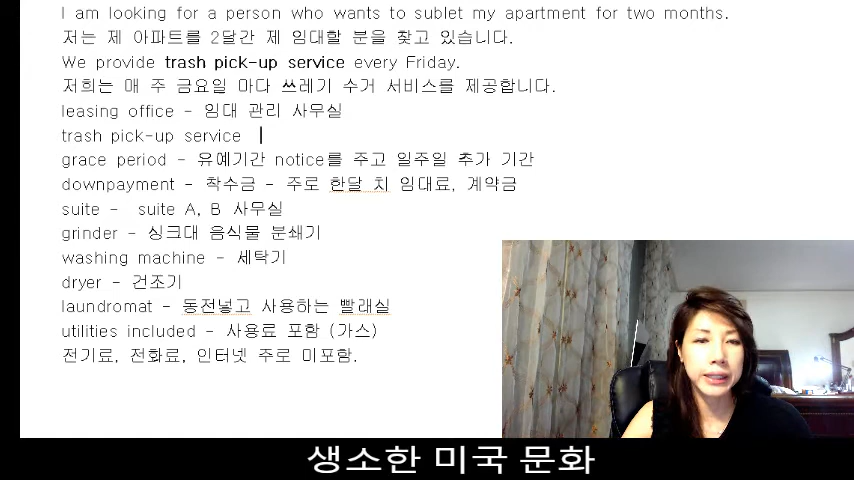 I am looking for a person who wants to sublet my apartment for two months.
저는 제 아파트를 2달간 제 임대할 분을 찾고 있습니다.
We provide trash pick-up service every Friday.
저희는 매 주 금요일 마다 쓰레기 수거 서비스를 제공합니다.
leasing office - 임대 관리 사무실
trash pick-up service
grace period - 유예기간 notice를 주고 일주일 추가 기간
downpayment - 착수금 - 주로 한달 치 임대료, 계약금
suite - suite A, B 사무실
grinder - 싱크대 음식물 분쇄기
washing machine - 세탁기
dryer - 건조기
laundromat - 동전넣고 사용하는 빨래실
utilities included - 사용료 포함 (가스)
전기료, 전화료, 인터넷 주로 미포함.
생소한 미국 문화